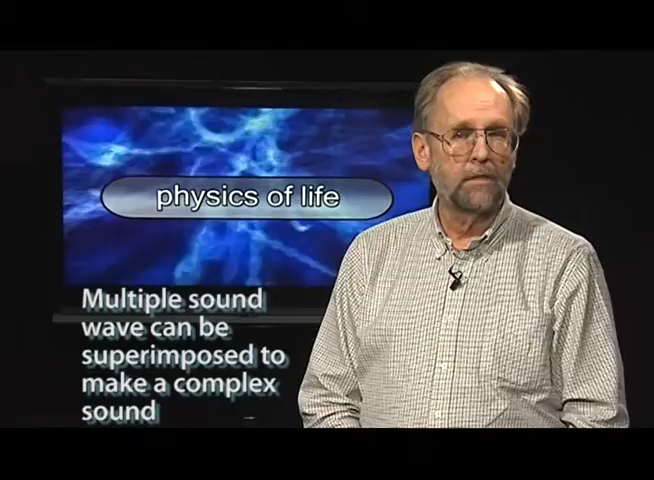 physics of life
Multiple sound
wave can be
superimposed to
make a complex
sound